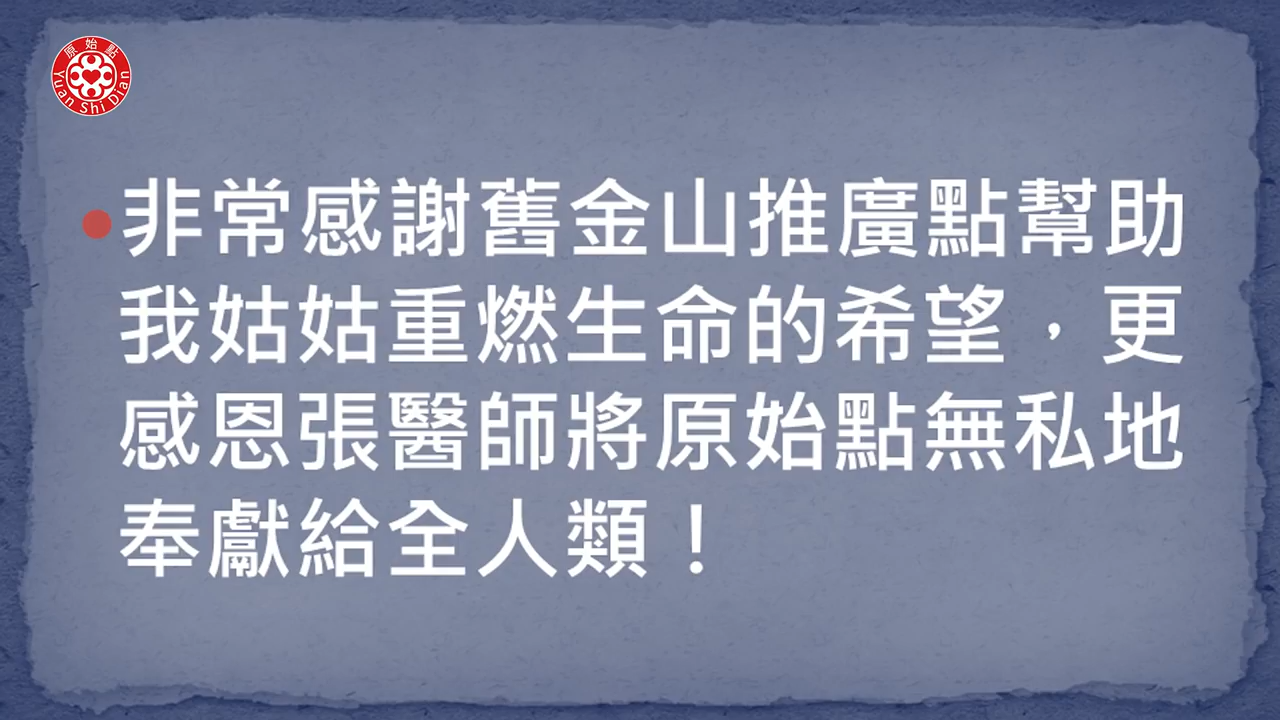 原始點
Yuan Shi Dian
非常感謝舊金山推廣點幫助
我姑姑重燃生命的希望，更
感恩張醫師將原始點無私地
奉獻給全人類！